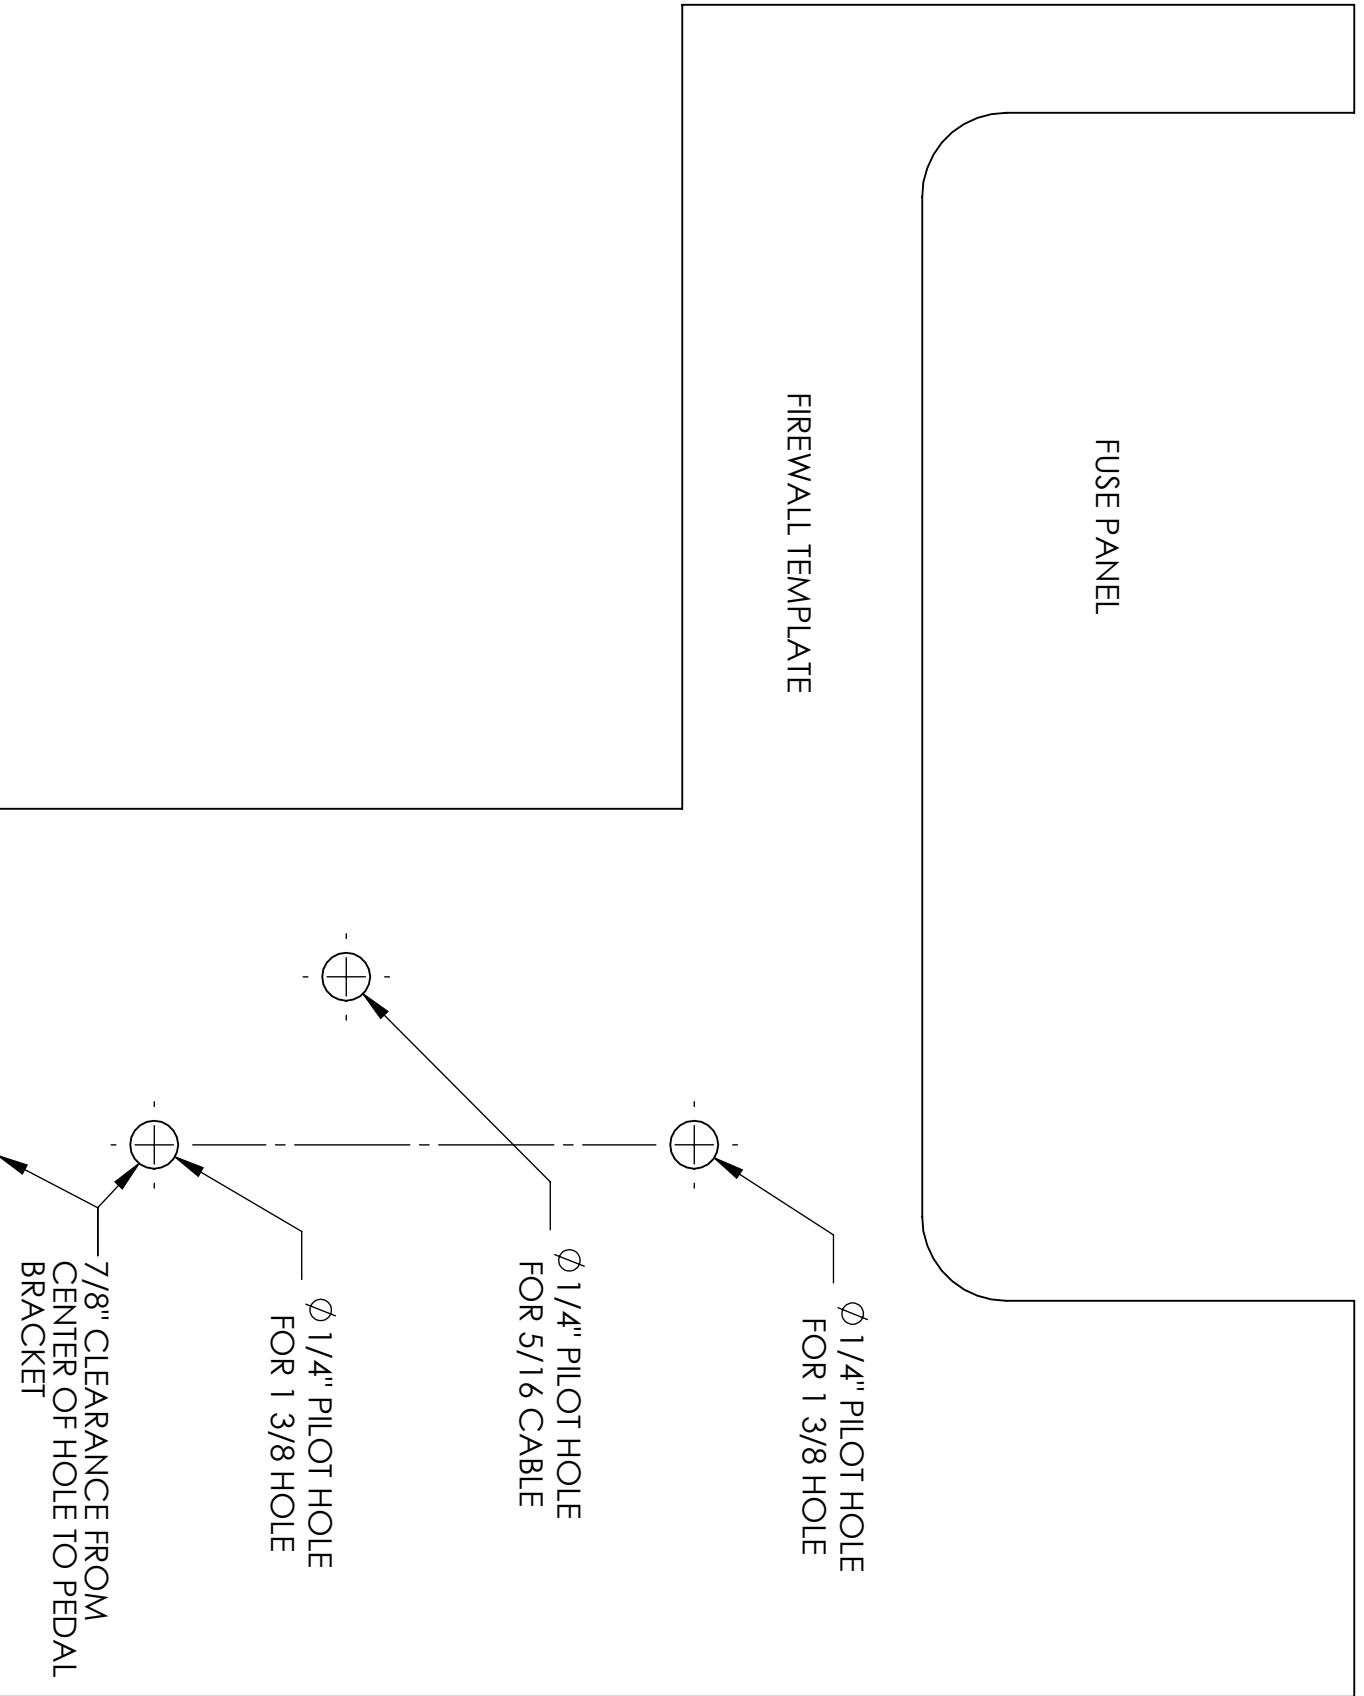 FUSE PANEL
FIREWALL TEMPLATE
⌀ 1/4" PILOT HOLE
FOR 1 3/8 HOLE
⌀ 1/4" PILOT HOLE
FOR 5/16 CABLE
⌀ 1/4" PILOT HOLE
FOR 1 3/8 HOLE
7/8" CLEARANCE FROM
CENTER OF HOLE TO PEDAL
BRACKET